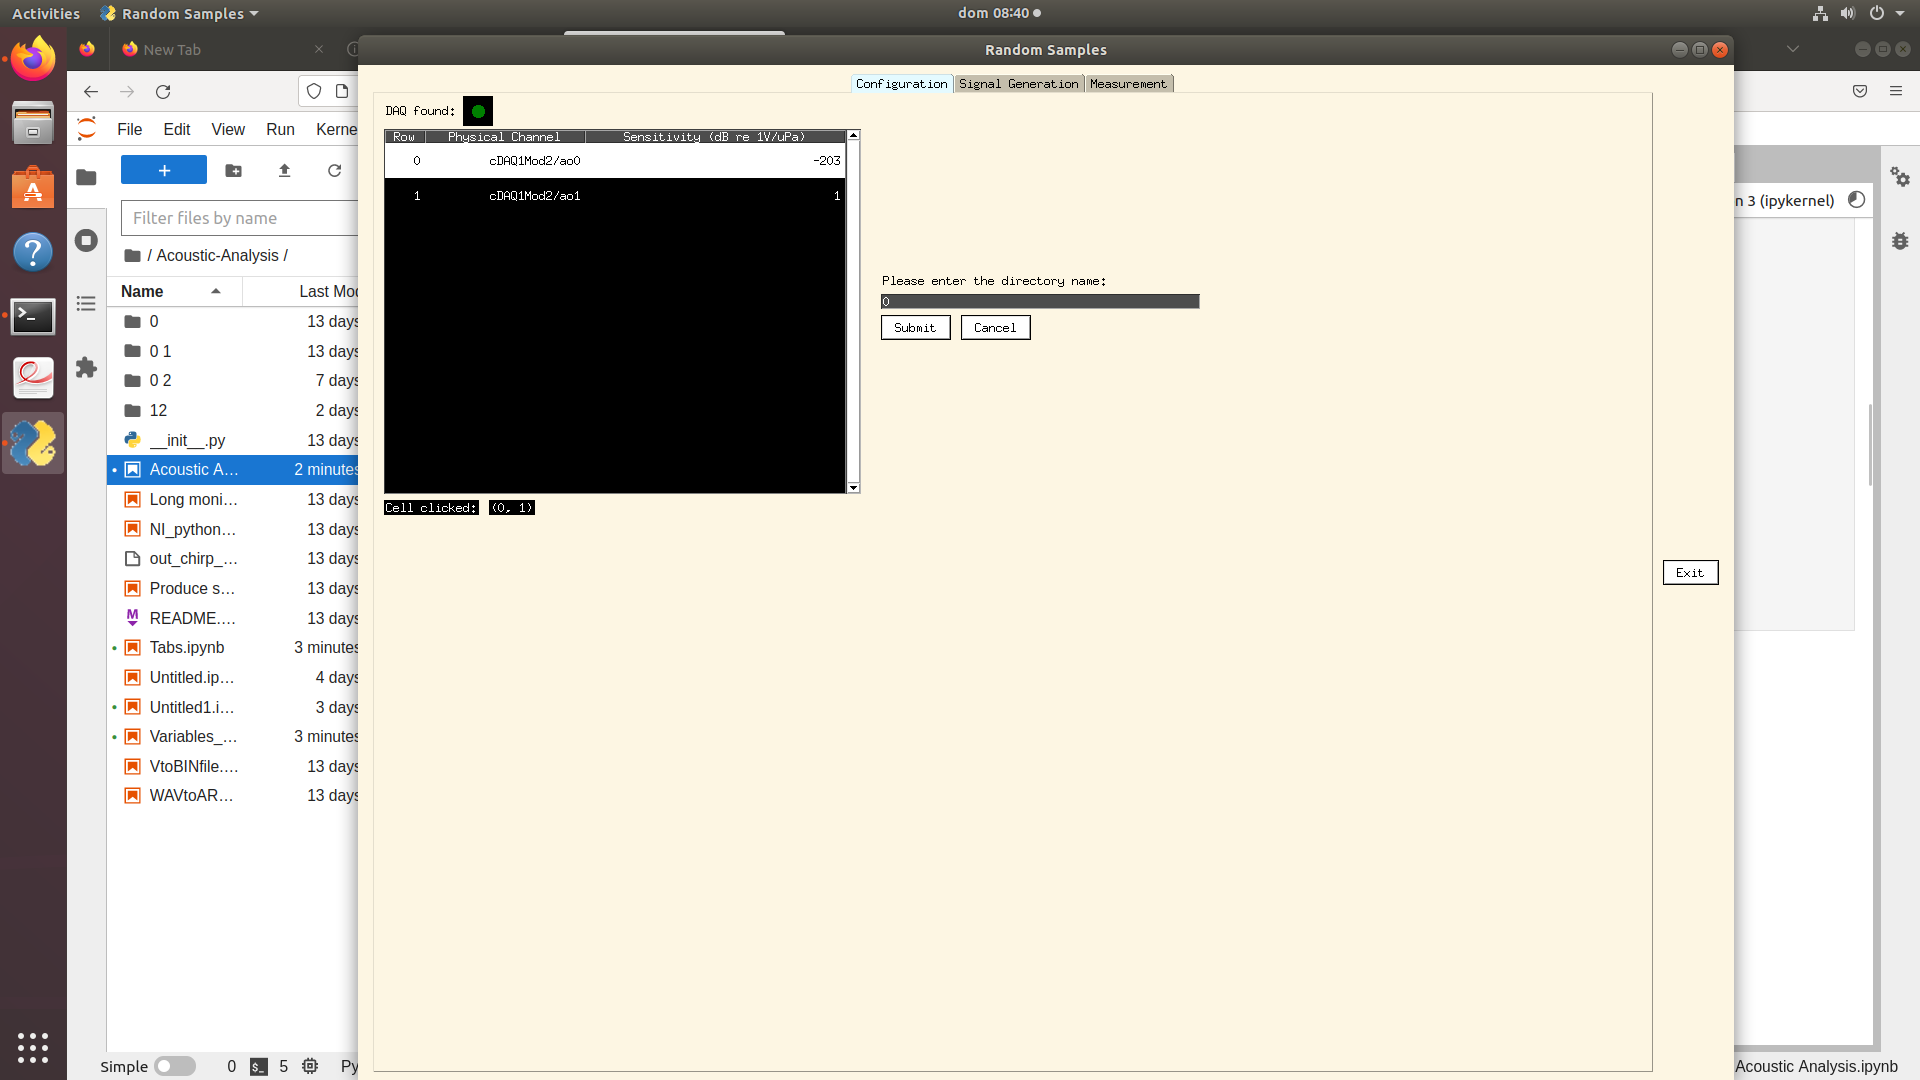 Activities
Random Samples
dom 08:40
New Tab
Random Samples
File Edit View Run Kerne
Filter files by name
/ Acoustic-Analysis /
Name Last Mod
0 13 days
0 1 13 days
0 2 7 days
12 2 days
__init__.py 13 days
Acoustic A… 2 minutes
Long moni… 13 days
NI_python… 13 days
out_chirp_… 13 days
Produce s… 13 days
README.… 13 days
Tabs.ipynb 3 minutes
Untitled.ip… 4 days
Untitled1.i… 3 days
Variables_… 3 minutes
VtoBINfile.… 13 days
WAVtoAR… 13 days
Simple 0 5 Py
Configuration Signal Generation Measurement
DAQ found:
Row Physical Channel Sensitivity (dB re 1V/uPa)
0 cDAQ1Mod2/ao0 -203
1 cDAQ1Mod2/ao1 1
Cell clicked: (0, 1)
Please enter the directory name:
0
Submit Cancel
Exit
n 3 (ipykernel)
Acoustic Analysis.ipynb